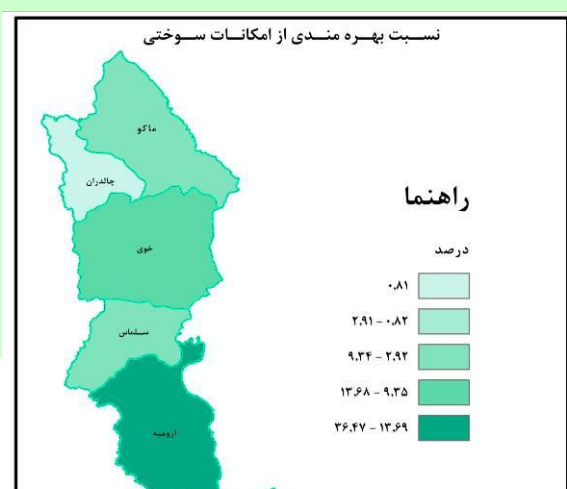 نسبت بهره مندی از امکانات سوختی
ماکو
چالدران
خوی
سلماس
ارومیه
راهنما
درصد
۰.۸۱
۲.۹۱ - ۰.۸۲
۹.۳۴ - ۲.۹۲
۱۳.۶۸ - ۹.۳۵
۳۶.۴۷ - ۱۳.۶۹